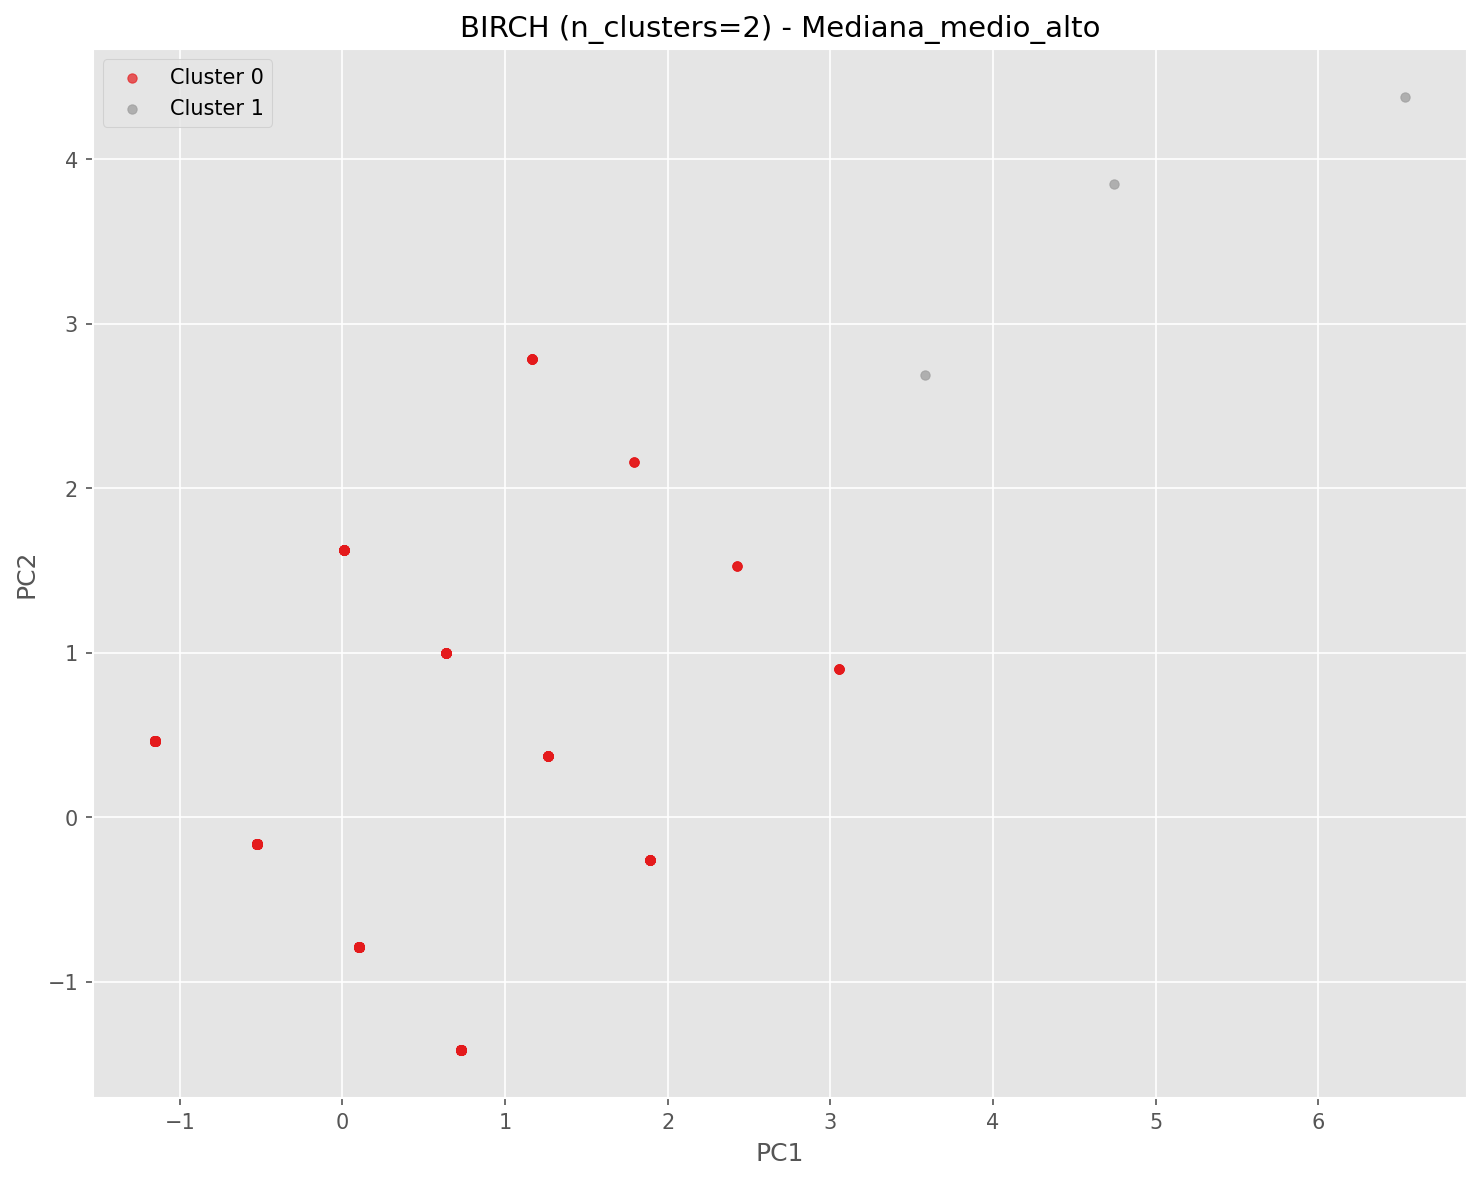 BIRCH (n_clusters=2) - Mediana_medio_alto
Cluster 0
Cluster 1
4
3
2
1
0
−1
PC2
−1 0 1 2 3 4 5 6
PC1